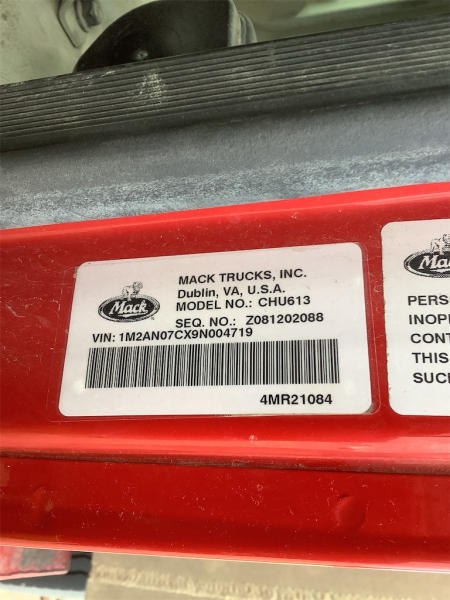 Mack
MACK TRUCKS, INC.
Dublin, VA, U.S.A.
MODEL NO.: CHU613
SEQ. NO.: Z081202088
VIN: 1M2AN07CX9N004719
4MR21084
Mack
PERS
INOP
CONT
THIS
SUC